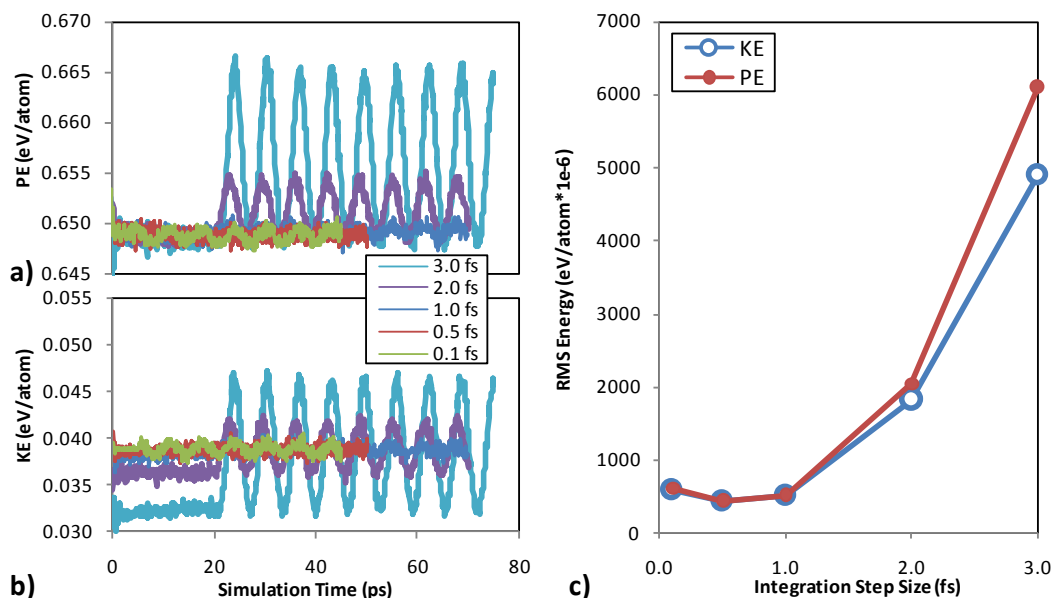 0.670
0.665
0.660
0.655
0.650
0.645
PE (eV/atom)
a)
3.0 fs
2.0 fs
1.0 fs
0.5 fs
0.1 fs
0.055
0.050
0.045
0.040
0.035
0.030
KE (eV/atom)
0 20 40 60 80
Simulation Time (ps)
b)
7000
6000
5000
4000
3000
2000
1000
0
RMS Energy (eV/atom*1e-6)
KE
PE
0.0 1.0 2.0 3.0
Integration Step Size (fs)
c)